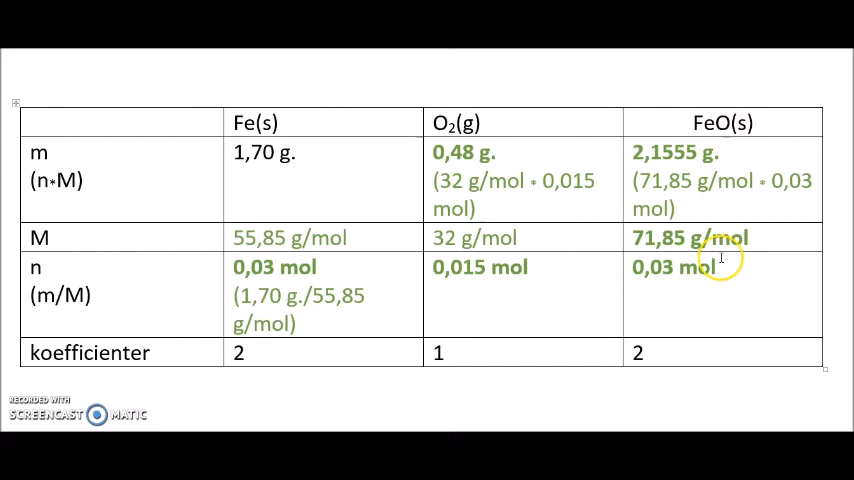 Fe(s) O₂(g) FeO(s)
m 1,70 g. 0,48 g. 2,1555 g.
(n*M) (32 g/mol * 0,015 (71,85 g/mol * 0,03
mol) mol)
M 55,85 g/mol 32 g/mol 71,85 g/mol
n 0,03 mol 0,015 mol 0,03 mol
(m/M) (1,70 g./55,85
g/mol)
koefficienter 2 1 2
RECORDED WITH
SCREENCAST MATIC